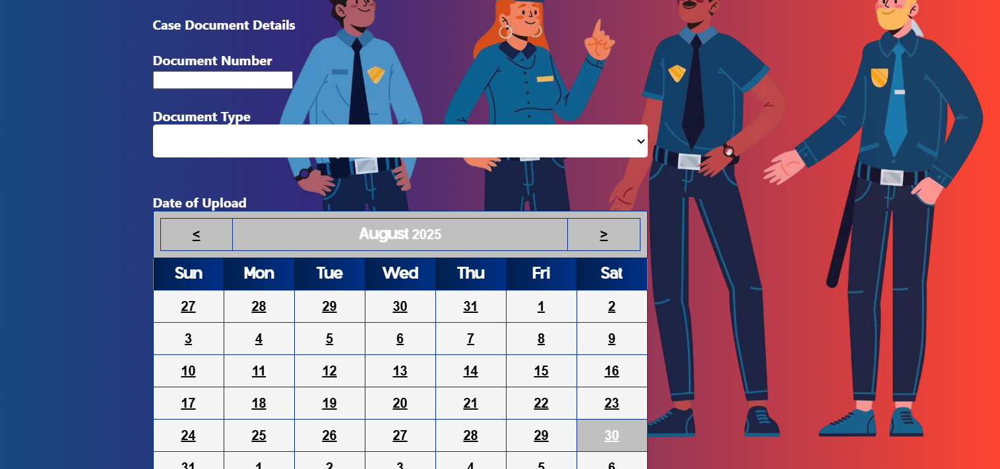 Case Document Details
Document Number
Document Type
Date of Upload
< August 2025 >
Sun Mon Tue Wed Thu Fri Sat
27 28 29 30 31 1 2
3 4 5 6 7 8 9
10 11 12 13 14 15 16
17 18 19 20 21 22 23
24 25 26 27 28 29 30
31 1 2 3 4 5 6